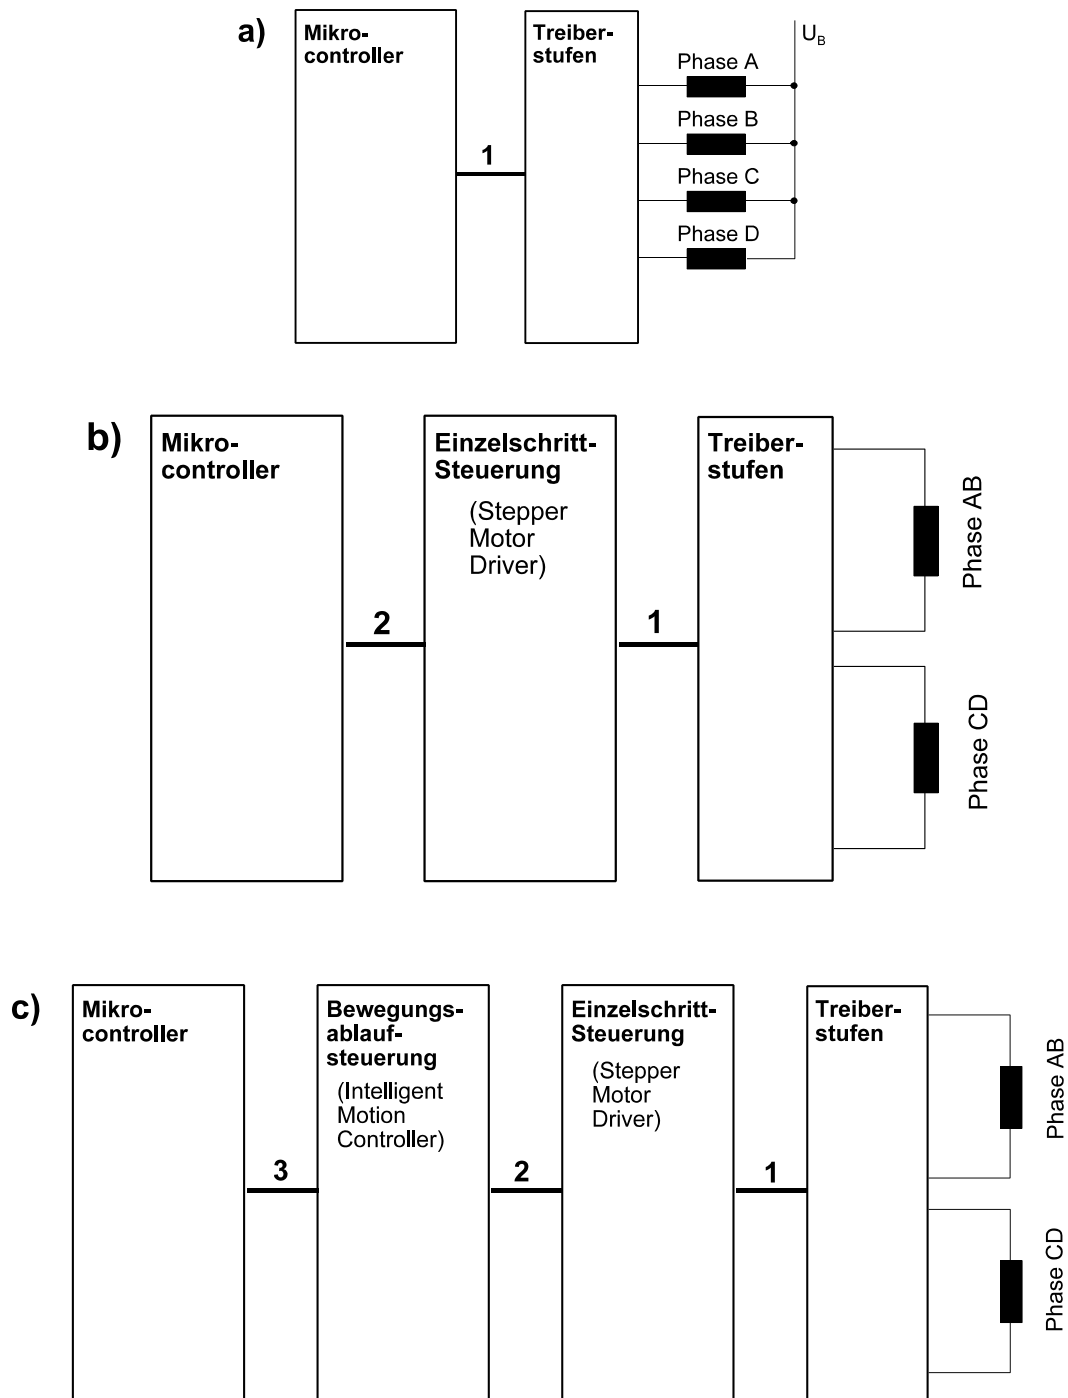 a)
Mikro-
controller
1
Treiber-
stufen
U_B
Phase A
Phase B
Phase C
Phase D
b)
Mikro-
controller
2
Einzelschritt-
Steuerung
(Stepper
Motor
Driver)
1
Treiber-
stufen
Phase AB
Phase CD
c)
Mikro-
controller
3
Bewegungs-
ablauf-
steuerung
(Intelligent
Motion
Controller)
2
Einzelschritt-
Steuerung
(Stepper
Motor
Driver)
1
Treiber-
stufen
Phase AB
Phase CD